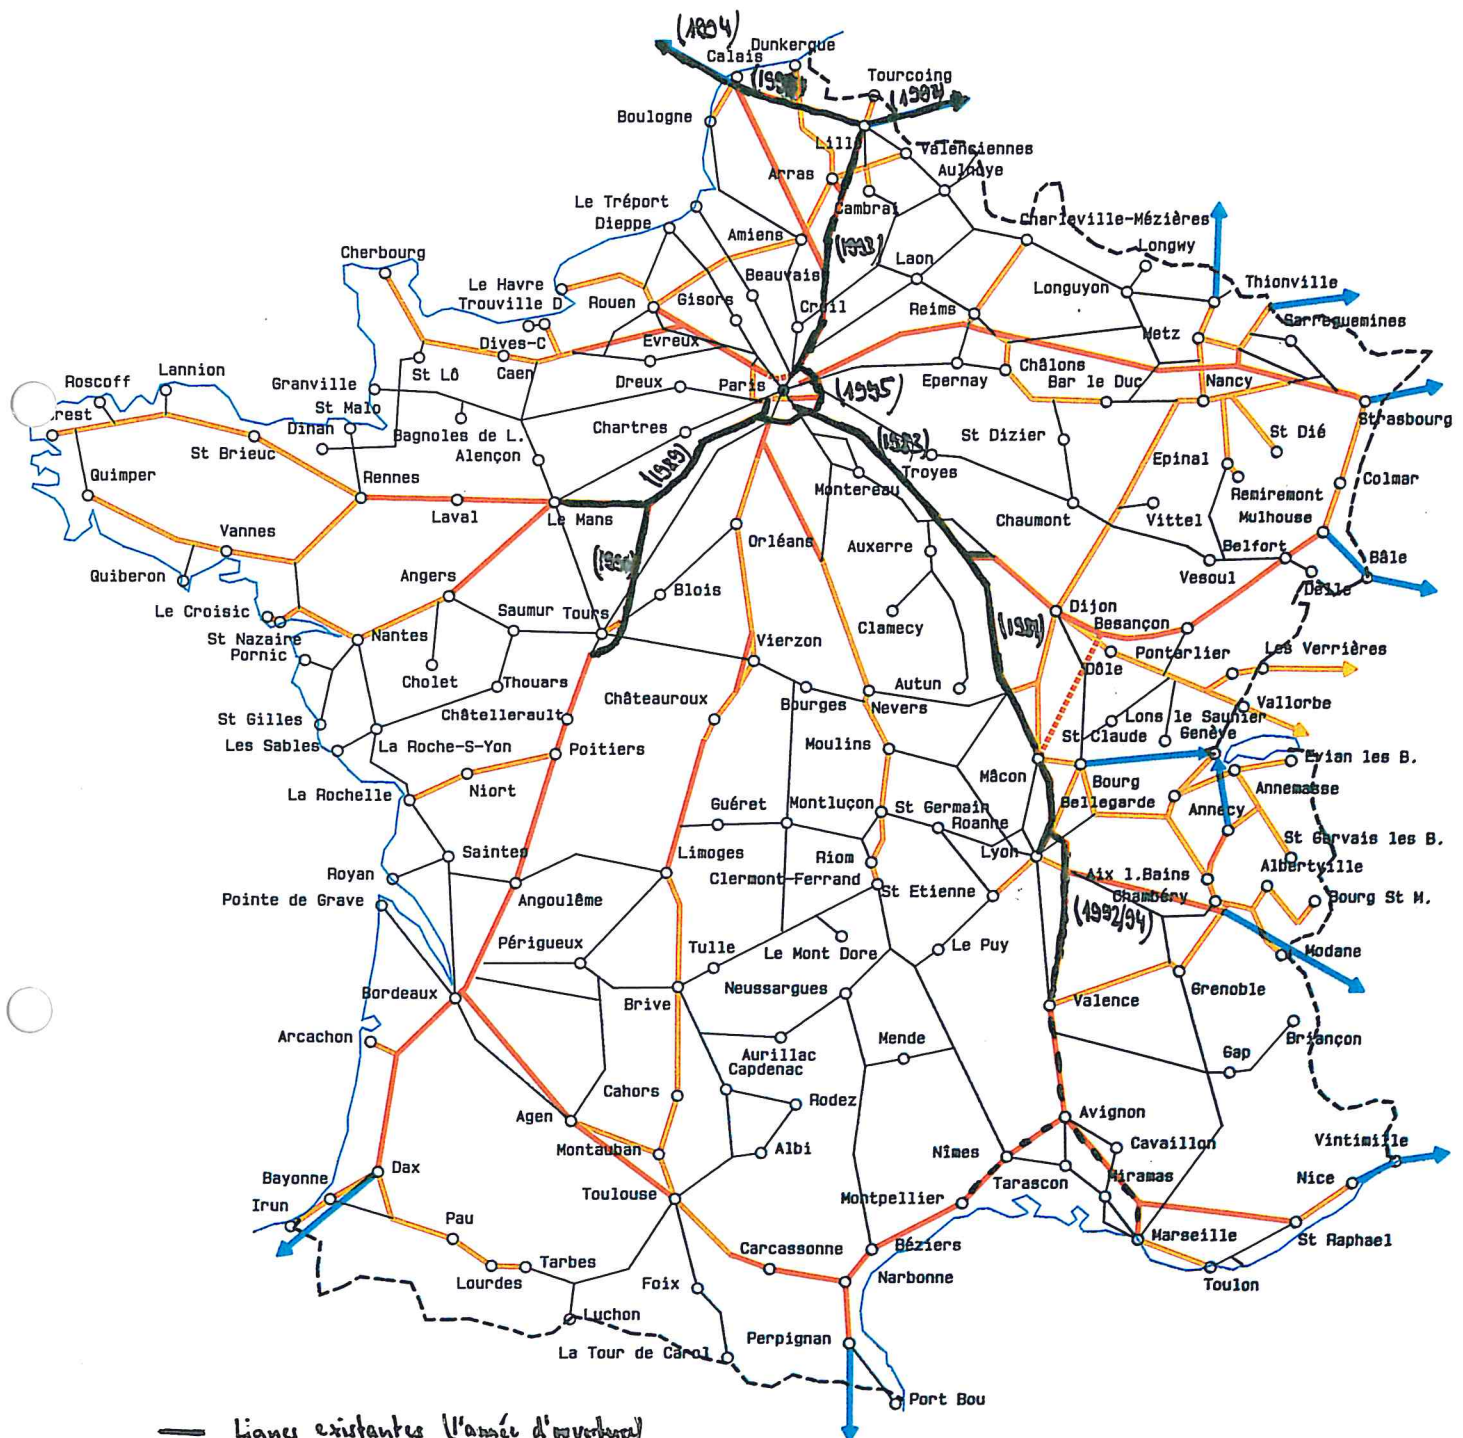 (1994)
Calais
Dunkerque
Tourcoing
Boulogne
Valenciennes
Arras
Aulnoye
Le Tréport
Cambrai
Dieppe
Amiens
(1993)
Charleville-Mézières
Longwy
Cherbourg
Laon
Beauvais
Le Havre
Longuyon
Thionville
Trouville D
Rouen
Gisors
Creil
Reims
Metz
Sarreguemines
Dives-C
Evreux
Châlons
Roscoff
Lannion
St Lô
Caen
Granville
Dreux
Paris
(1995)
Epernay
Bar le Duc
Nancy
St Malo
Dinan
Bagnoles de L.
Chartres
St Dizier
St Dié
Strasbourg
St Brieuc
Alençon
(1989)
(1983)
Troyes
Epinal
Quimper
Rennes
Montereau
Remiremont
Colmar
Laval
Le Mans
Chaumont
Vittel
Mulhouse
Vannes
Orléans
Auxerre
Belfort
Bâle
Quiberon
Angers
Blois
Vesoul
Delle
Le Croisic
Saumur
Tours
Clamecy
(1981)
Dijon
Besançon
St Nazaire
Nantes
Vierzon
Pontarlier
Les Verrières
Pornic
Cholet
Thouars
Châteauroux
Autun
Dôle
Bourges
Nevers
Vallorbe
St Gilles
Châtellerault
Lons le Saunier
Les Sables
La Roche-S-Yon
Poitiers
Moulins
St Claude
Genève
Evian les B.
Mâcon
Bourg
Niort
Annemasse
La Rochelle
Guéret
Montluçon
St Germain
Bellegarde
Annecy
Roanne
St Gervais les B.
Saintes
Limoges
Riom
Lyon
Royan
Clermont-Ferrand
St Etienne
Aix l.Bains
Albertville
Pointe de Grave
Angoulême
Chambéry
Bourg St M.
(1992/94)
Périgueux
Tulle
Le Mont Dore
Le Puy
Modane
Bordeaux
Brive
Neussargues
Valence
Grenoble
Arcachon
Aurillac
Mende
Briançon
Capdenac
Gap
Cahors
Rodez
Agen
Avignon
Montauban
Albi
Nîmes
Cavaillon
Vintimille
Dax
Bayonne
Toulouse
Tarascon
Miramas
Nice
Irun
Montpellier
Pau
Carcassonne
Béziers
Marseille
St Raphael
Tarbes
Lourdes
Foix
Narbonne
Toulon
Luchon
Perpignan
La Tour de Carol
Port Bou
Lignes existantes (l'année d'ouverture)